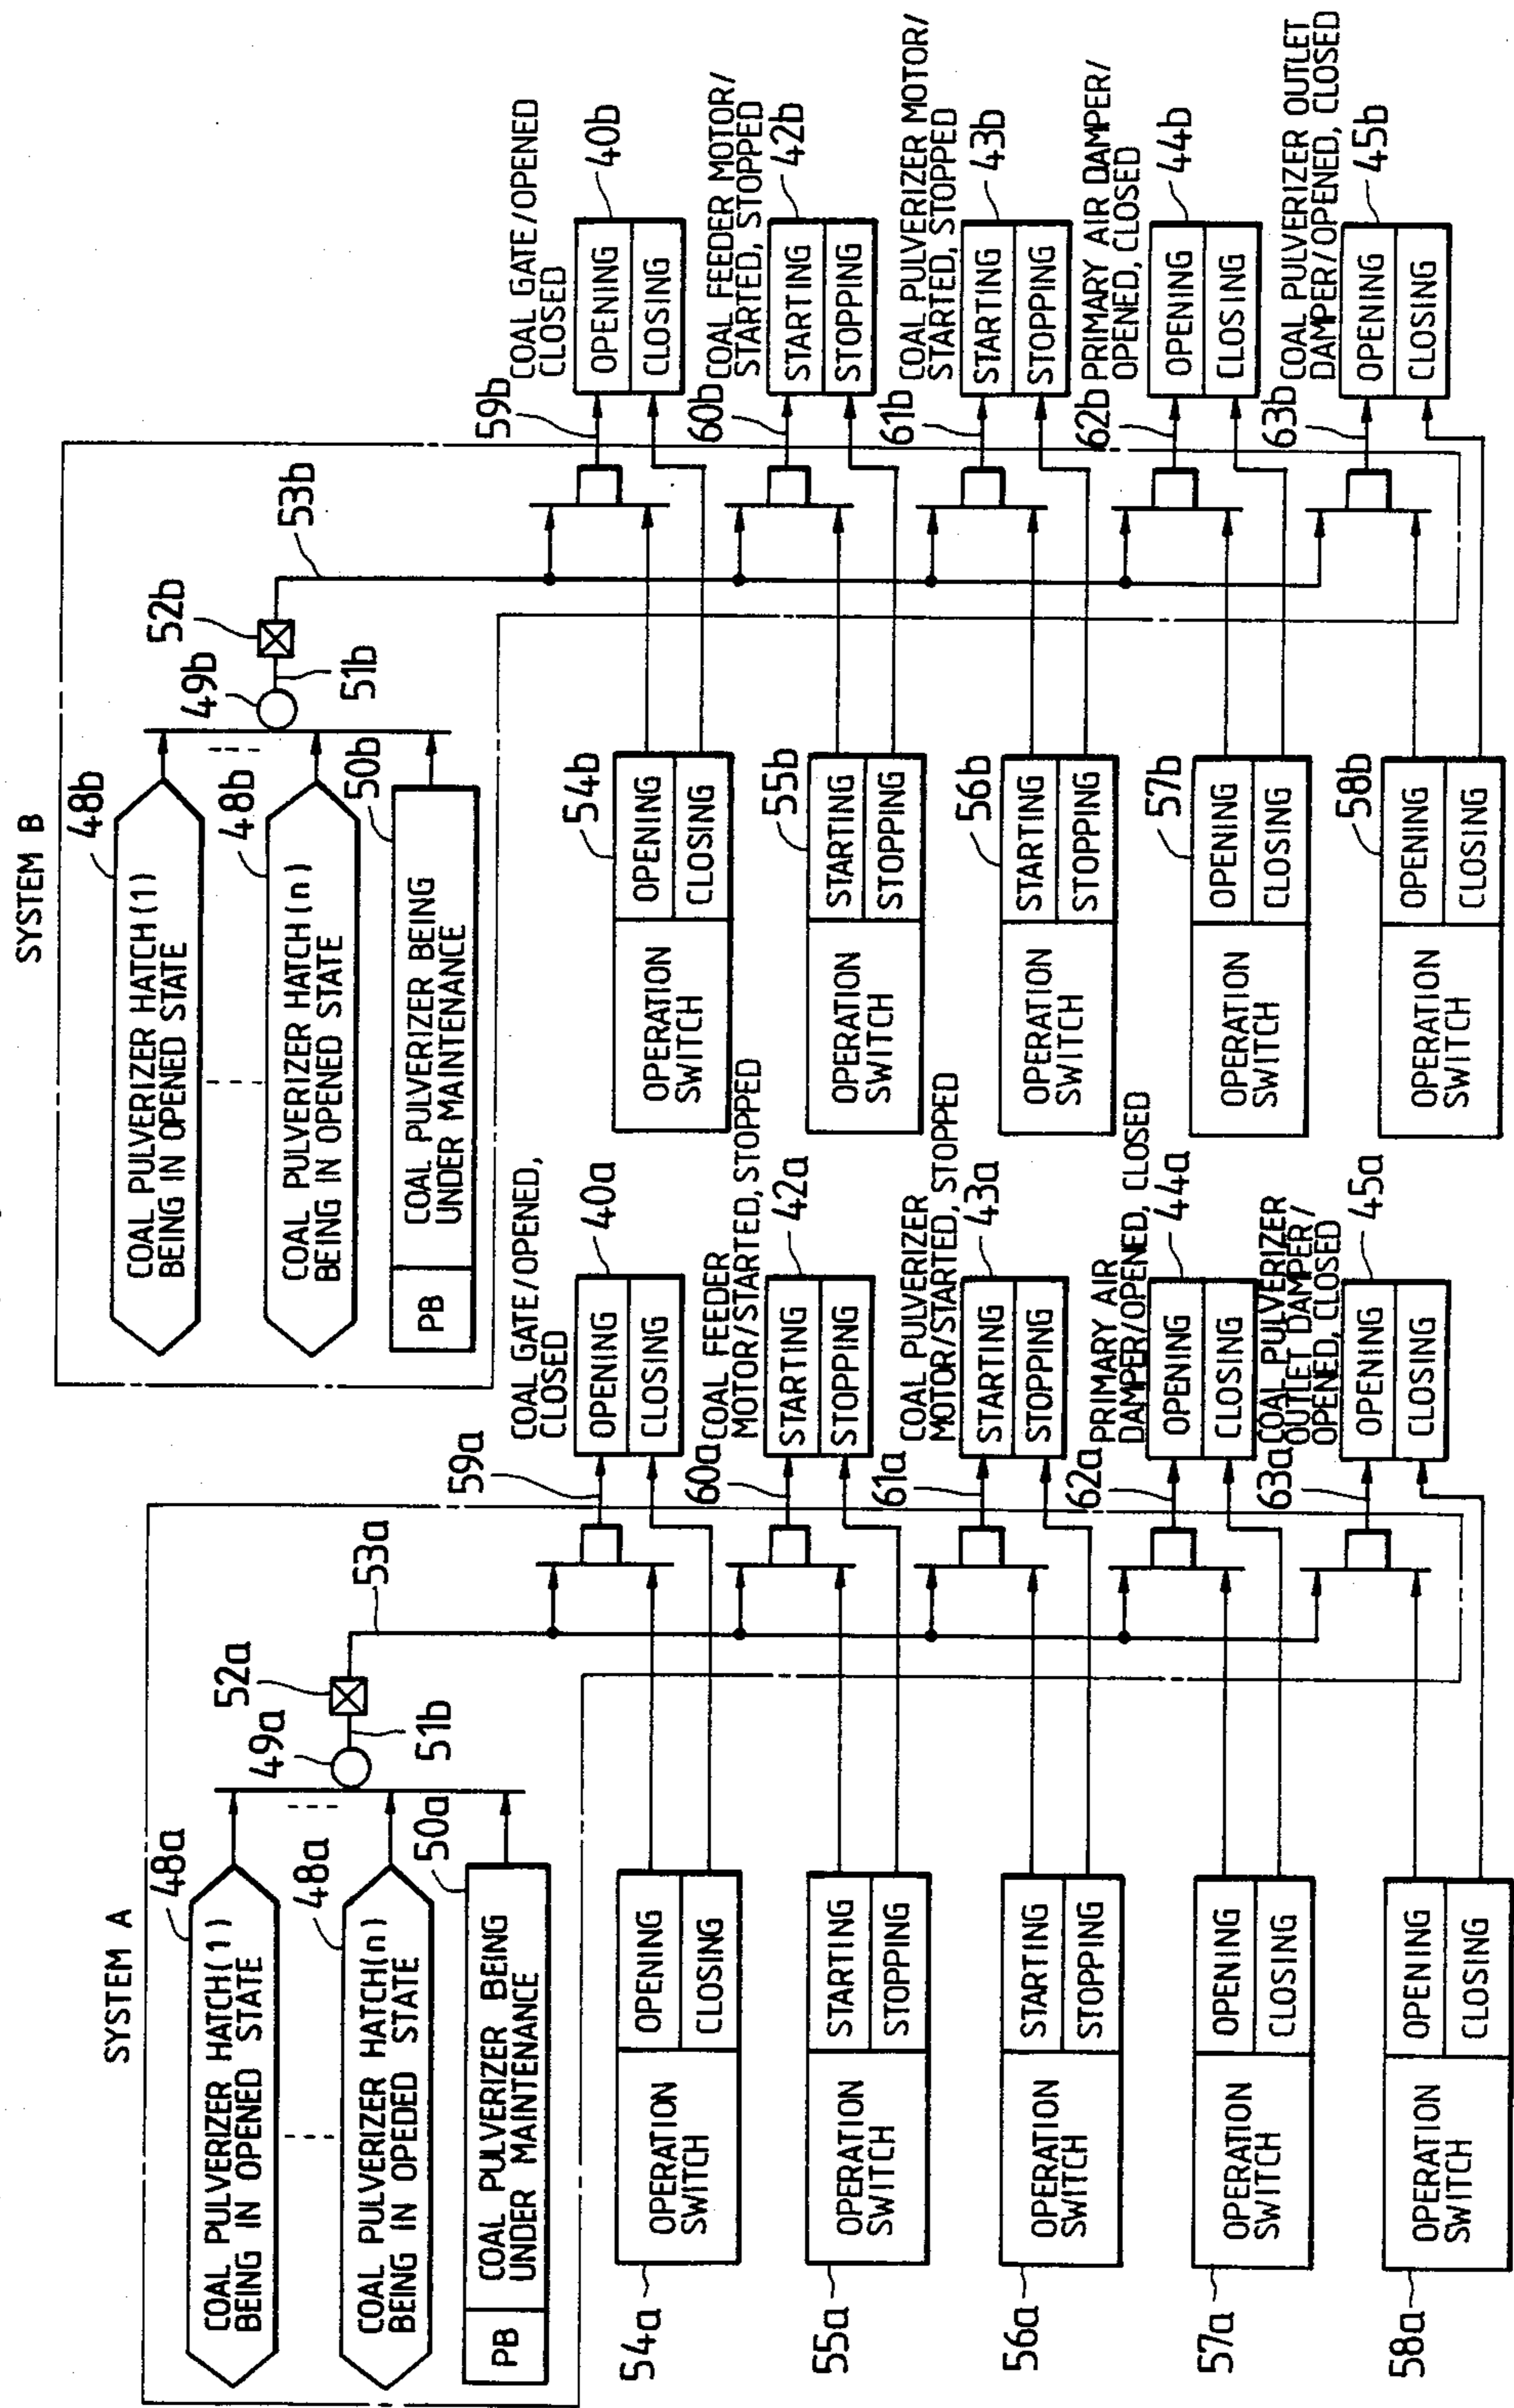 SYSTEM A
COAL PULVERIZER HATCH(1)
BEING IN OPENED STATE
48a
COAL PULVERIZER HATCH(n)
BEING IN OPEDED STATE
48a
PB
COAL PULVERIZER BEING
UNDER MAINTENANCE
50a
49a
51b
52a
53a
54a
OPERATION
SWITCH
OPENING
CLOSING
59a
COAL GATE/OPENED,
CLOSED
OPENING
CLOSING
40a
55a
OPERATION
SWITCH
STARTING
STOPPING
60a
COAL FEEDER
MOTOR/STARTED, STOPPED
STARTING
STOPPING
42a
56a
OPERATION
SWITCH
STARTING
STOPPING
61a
COAL PULVERIZER
MOTOR/STARTED, STOPPED
STARTING
STOPPING
43a
57a
OPERATION
SWITCH
OPENING
CLOSING
62a
PRIMARY AIR
DAMPER/OPENED, CLOSED
OPENING
CLOSING
44a
58a
OPERATION
SWITCH
OPENING
CLOSING
63a
COAL PULVERIZER
OUTLET DAMPER/
OPENED, CLOSED
OPENING
CLOSING
45a
SYSTEM B
COAL PULVERIZER HATCH(1)
BEING IN OPENED STATE
48b
COAL PULVERIZER HATCH(n)
BEING IN OPENED STATE
48b
PB
COAL PULVERIZER BEING
UNDER MAINTENANCE
50b
49b
51b
52b
53b
54b
OPERATION
SWITCH
OPENING
CLOSING
59b
COAL GATE/OPENED
CLOSED
OPENING
CLOSING
40b
55b
OPERATION
SWITCH
STARTING
STOPPING
60b
COAL FEEDER MOTOR/
STARTED, STOPPED
STARTING
STOPPING
42b
56b
OPERATION
SWITCH
STARTING
STOPPING
61b
COAL PULVERIZER MOTOR/
STARTED, STOPPED
STARTING
STOPPING
43b
57b
OPERATION
SWITCH
OPENING
CLOSING
62b
PRIMARY AIR DAMPER/
OPENED, CLOSED
OPENING
CLOSING
44b
58b
OPERATION
SWITCH
OPENING
CLOSING
63b
COAL PULVERIZER OUTLET
DAMPER/OPENED, CLOSED
OPENING
CLOSING
45b